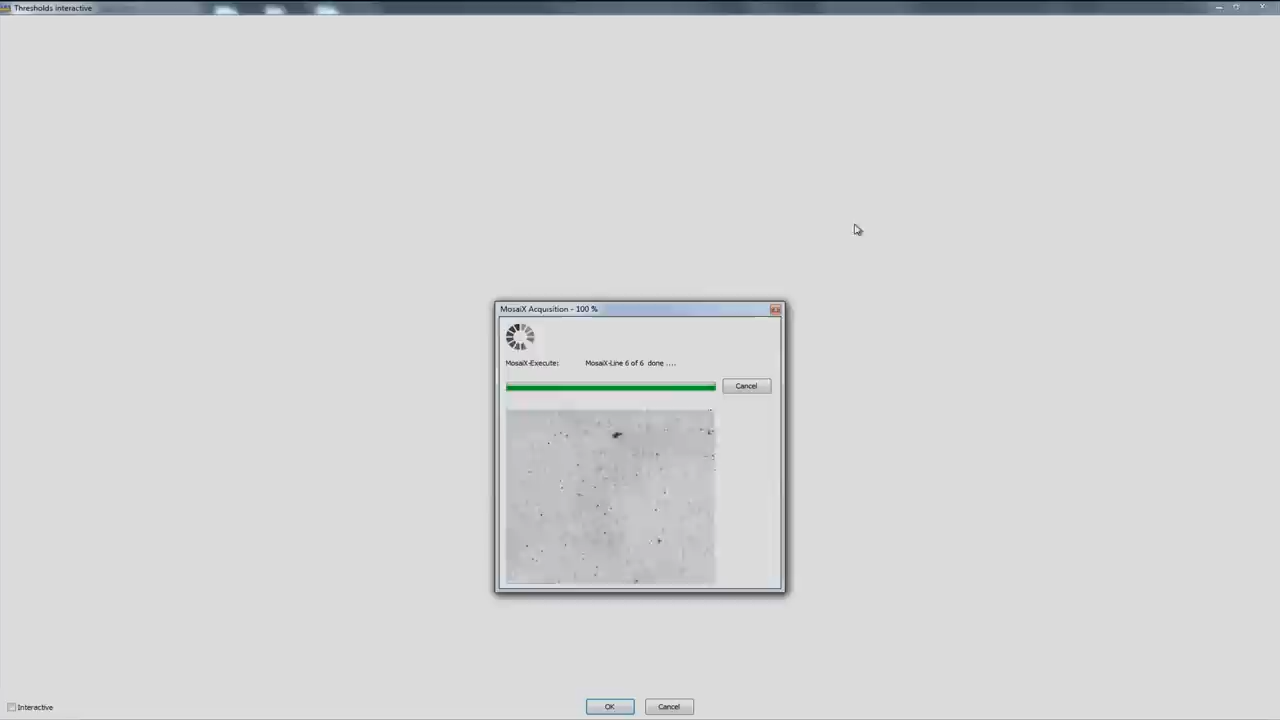 Thresholds interactive
MosaiX Acquisition - 100 %
MosaiX-Execute: MosaiX-Line 6 of 6 done ....
Cancel
Interactive
OK
Cancel